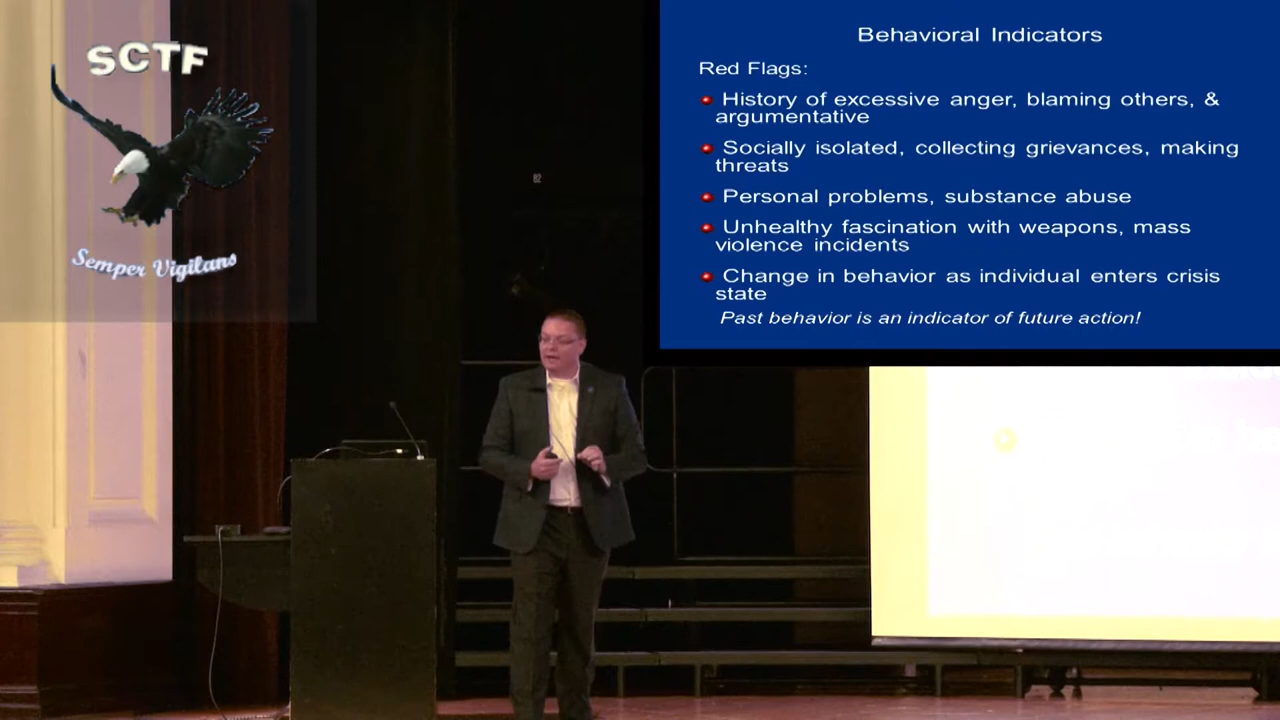 SCTF
Semper Vigilans
Behavioral Indicators
Red Flags:
History of excessive anger, blaming others, &
argumentative
Socially isolated, collecting grievances, making
threats
Personal problems, substance abuse
Unhealthy fascination with weapons, mass
violence incidents
Change in behavior as individual enters crisis
state
Past behavior is an indicator of future action!